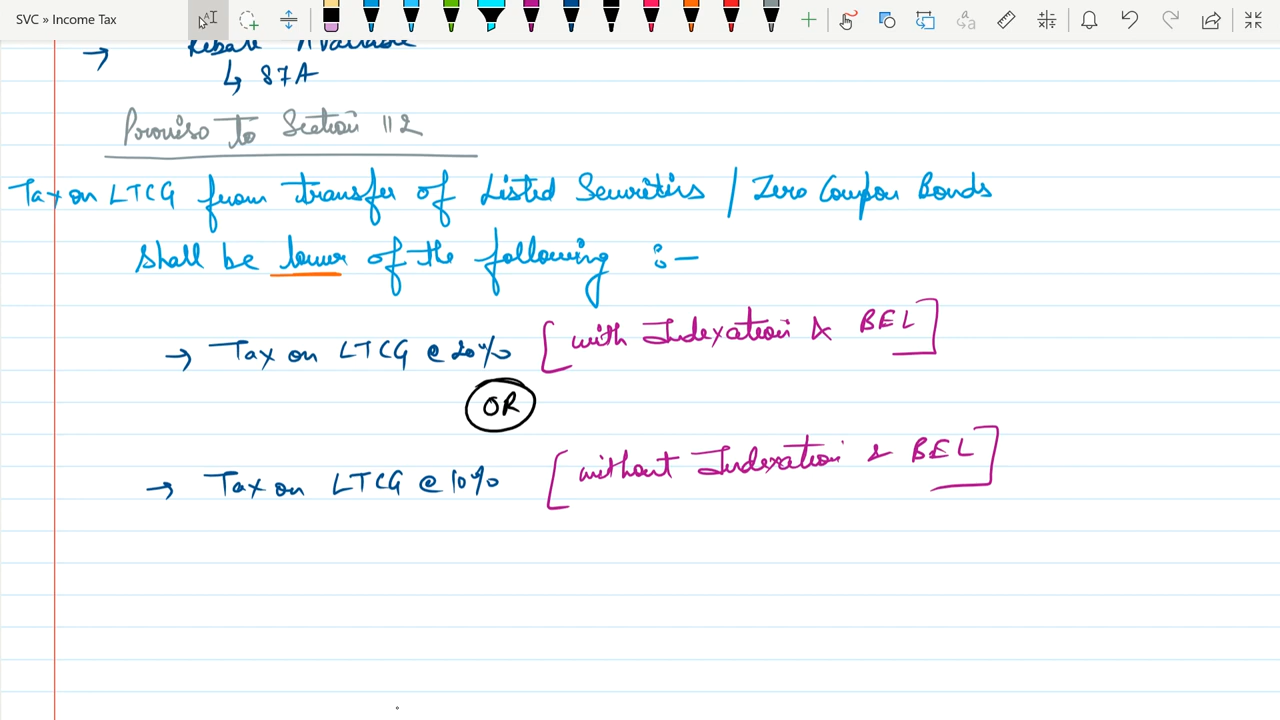 SVC » Income Tax
→ Rebate Available
↳ 87A
Proviso To Section 112
Tax on LTCG from transfer of Listed Securities / Zero Coupon Bonds
shall be lower of the following :-
→ Tax on LTCG @ 20% [with Indexation & BEL]
OR
→ Tax on LTCG @ 10% [without Indexation & BEL]